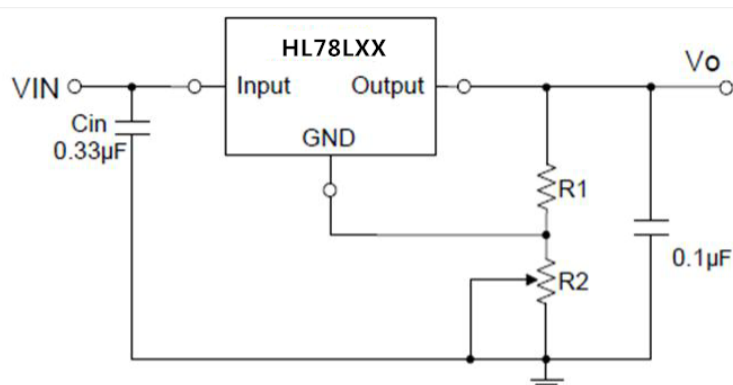 HL78LXX
VIN
Input
Output
Vo
Cin
0.33μF
GND
R1
R2
0.1μF